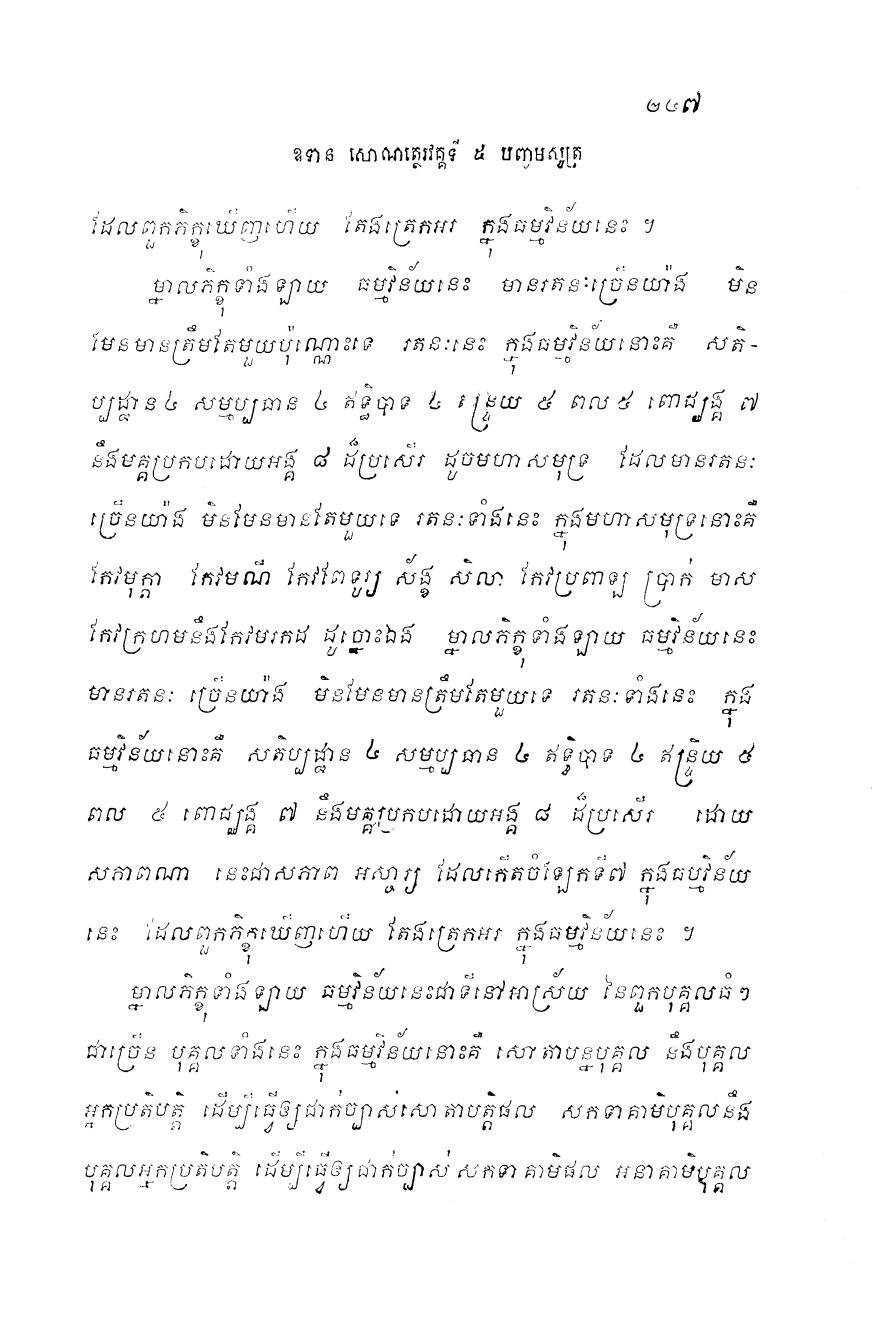 ២៤៧
ឧទាន សោណត្ថេរវគ្គទី ៥ បញ្ចមសូត្រ
ដែលពួកភិក្ខុឃើញហើយ តែងត្រេកអរ ក្នុងធម្មវិន័យនេះ ។
ម្នាលភិក្ខុទាំងឡាយ ធម្មវិន័យនេះ មានរតនៈច្រើនយ៉ាង មិន
មែនមានត្រឹមតែមួយប៉ុណ្ណោះទេ រតនៈនេះ ក្នុងធម្មវិន័យនោះគឺ សតិ-
ប្បដ្ឋាន ៤ សម្មប្បធាន ៤ ឥទ្ធិបាទ ៤ ឥន្ទ្រិយ ៥ ពល ៥ ពោជ្ឈង្គ ៧
នឹងមគ្គប្រកបដោយអង្គ ៨ ដ៏ប្រសើរ ដូចមហាសមុទ្រ ដែលមានរតនៈ
ច្រើនយ៉ាង មិនមែនមានតែមួយទេ រតនៈទាំងនេះ ក្នុងមហាសមុទ្រនោះគឺ
កែវមុក្តា កែវមណី កែវពៃទូរ្យ ស័ង្ខ សិលា កែវប្រពាឡ ប្រាក់ មាស
កែវក្រហមនឹងកែវមរកដ ដូច្នោះឯង ម្នាលភិក្ខុទាំងឡាយ ធម្មវិន័យនេះ
មានរតនៈ ច្រើនយ៉ាង មិនមែនមានត្រឹមតែមួយទេ រតនៈទាំងនេះ ក្នុង
ធម្មវិន័យនោះគឺ សតិប្បដ្ឋាន ៤ សម្មប្បធាន ៤ ឥទ្ធិបាទ ៤ ឥន្ទ្រិយ ៥
ពល ៥ ពោជ្ឈង្គ ៧ នឹងមគ្គប្រកបដោយអង្គ ៨ ដ៏ប្រសើរ ដោយ
សភាពណា នេះជាសភាព អស្ចារ្យ ដែលកើតចំឡែកទី៧ ក្នុងធម្មវិន័យ
នេះ ដែលពួកភិក្ខុឃើញហើយ តែងត្រេកអរ ក្នុងធម្មវិន័យនេះ ។
ម្នាលភិក្ខុទាំងឡាយ ធម្មវិន័យនេះជាទីនៅអាស្រ័យ នៃពួកបុគ្គលធំៗ
ជាច្រើន បុគ្គលទាំងនេះ ក្នុងធម្មវិន័យនោះគឺ សោតាបន្នបុគ្គល នឹងបុគ្គល
អ្នកប្រតិបត្តិ ដើម្បីធ្វើឲ្យជាក់ច្បាស់សោតាបត្តិផល សកទាគាមិបុគ្គលនឹង
បុគ្គលអ្នកប្រតិបត្តិ ដើម្បីធ្វើឲ្យជាក់ច្បាស់ សកទាគាមិផល អនាគាមិបុគ្គល